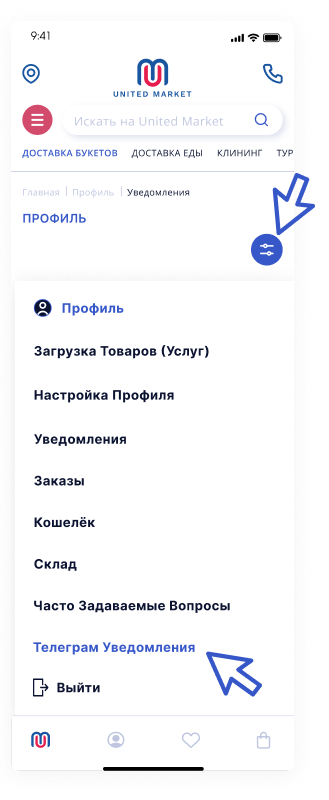 9:41
UNITED MARKET
Искать на United Market
ДОСТАВКА БУКЕТОВ ДОСТАВКА ЕДЫ КЛИНИНГ ТУР
Главная | Профиль | Уведомления
ПРОФИЛЬ
Профиль
Загрузка Товаров (Услуг)
Настройка Профиля
Уведомления
Заказы
Кошелёк
Склад
Часто Задаваемые Вопросы
Телеграм Уведомления
Выйти